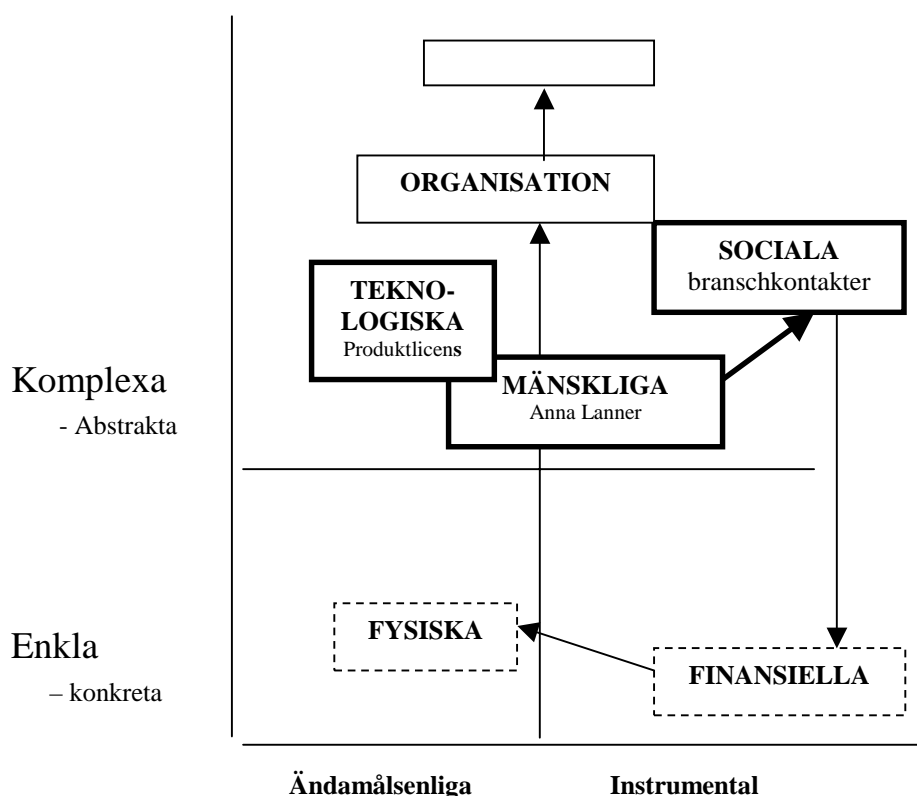 ORGANISATION
SOCIALA
branschkontakter
TEKNO-
LOGISKA
Produktlicens
MÄNSKLIGA
Anna Lanner
Komplexa
- Abstrakta
FYSISKA
Enkla
– konkreta
FINANSIELLA
Ändamålsenliga
Instrumental